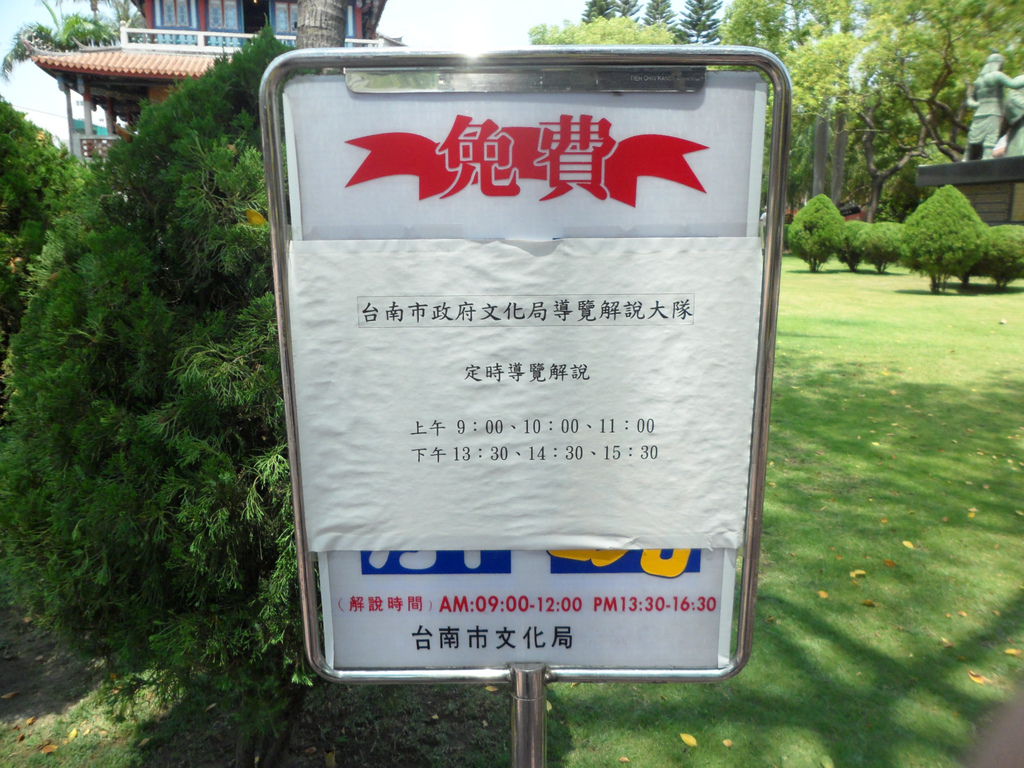 免費
台南市政府文化局導覽解說大隊
定時導覽解說
上午 9：00、10：00、11：00
下午 13：30、14：30、15：30
（解說時間）AM:09:00-12:00 PM13:30-16:30
台南市文化局